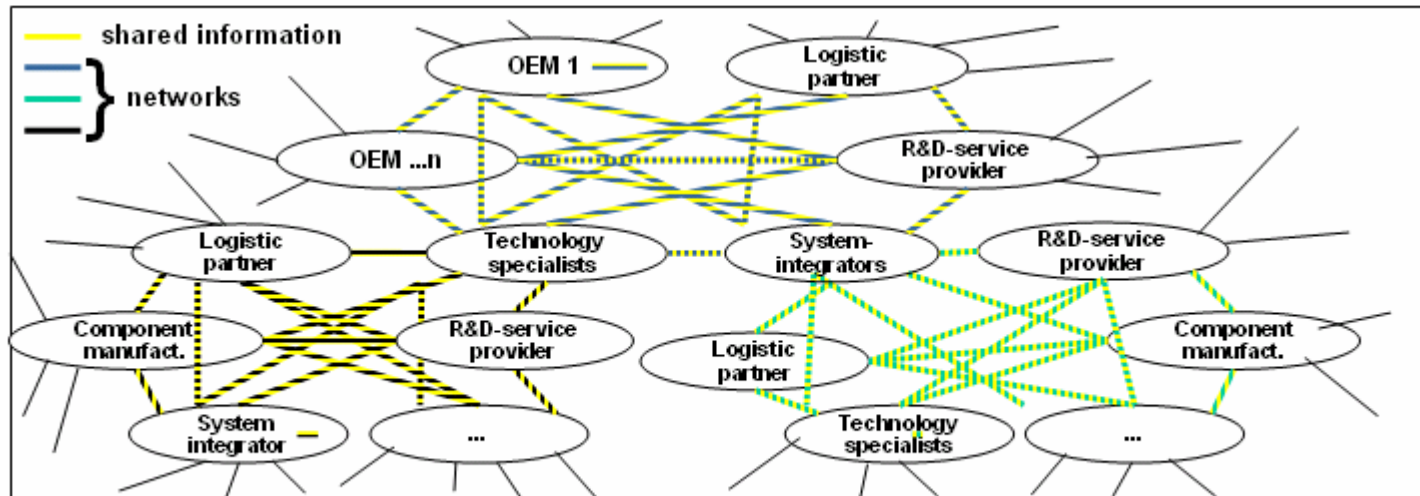 shared information
networks
OEM 1
Logistic
partner
OEM ...n
R&D-service
provider
Logistic
partner
Technology
specialists
System-
integrators
R&D-service
provider
Component
manufact.
R&D-service
provider
Logistic
partner
Component
manufact.
System
integrator
...
Technology
specialists
...